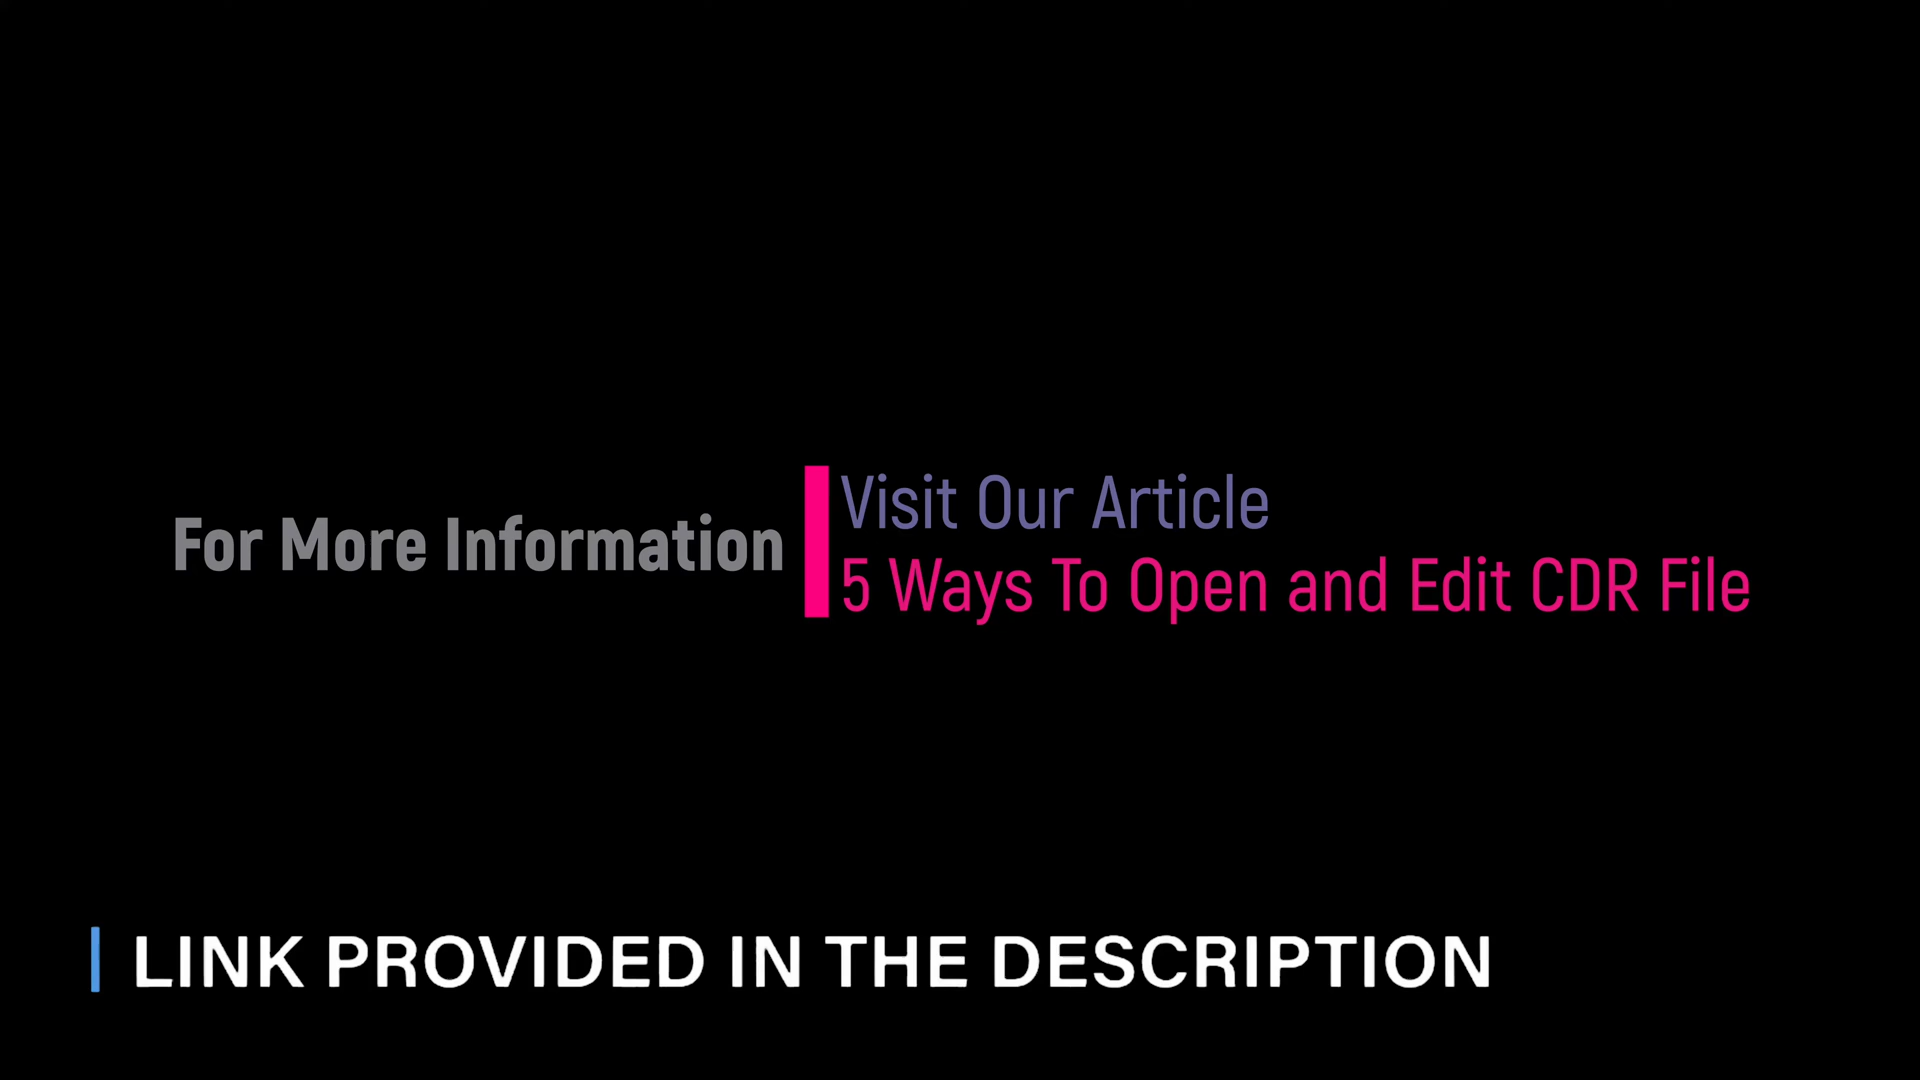 For More Information
Visit Our Article
5 Ways To Open and Edit CDR File
LINK PROVIDED IN THE DESCRIPTION